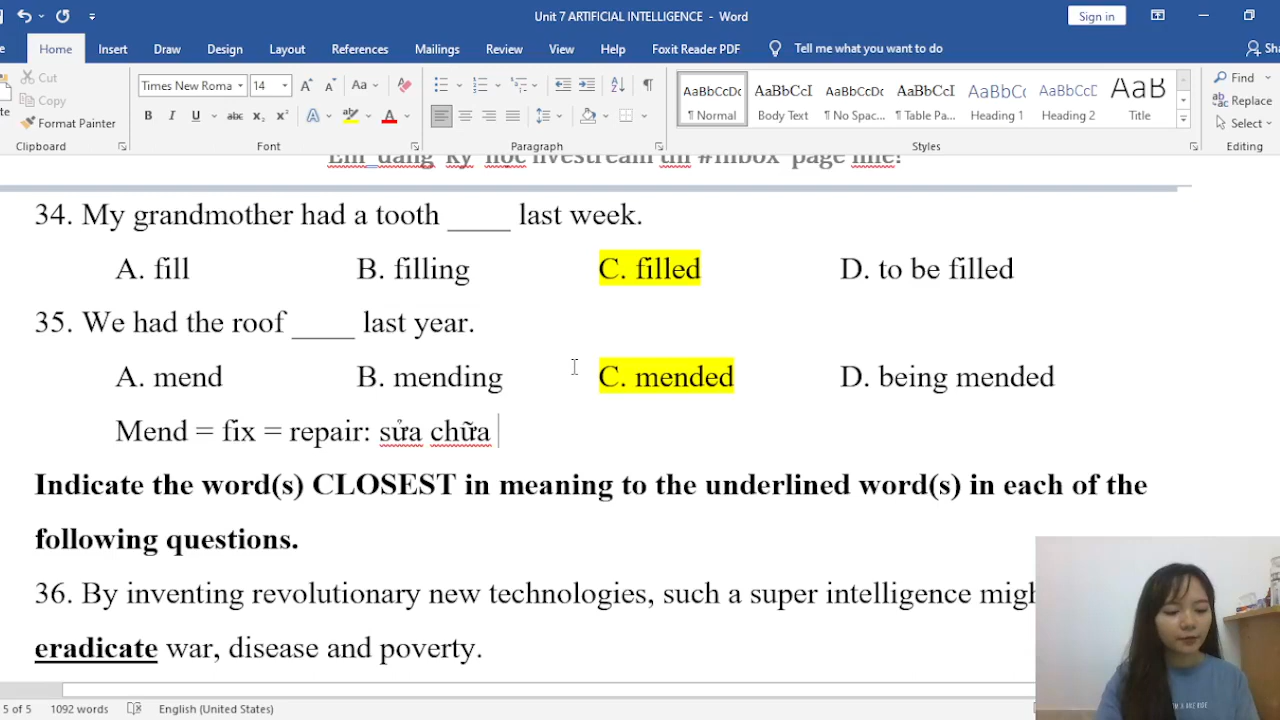 Unit 7 ARTIFICIAL INTELLIGENCE - Word
Sign in
Home Insert Draw Design Layout References Mailings Review View Help Foxit Reader PDF Tell me what you want to do
Cut
Copy
Format Painter
Clipboard
Times New Roma 14
Font
Paragraph
AaBbCcDc AaBbCcI AaBbCcDc AaBbCcI AaBbCc AaBbCcD AaB
¶ Normal Body Text ¶ No Spac... ¶ Table Pa... Heading 1 Heading 2 Title
Styles
Find
Replace
Select
Editing
34. My grandmother had a tooth _____ last week.
A. fill B. filling C. filled D. to be filled
35. We had the roof _____ last year.
A. mend B. mending C. mended D. being mended
Mend = fix = repair: sửa chữa
Indicate the word(s) CLOSEST in meaning to the underlined word(s) in each of the
following questions.
36. By inventing revolutionary new technologies, such a super intelligence
eradicate war, disease and poverty.
5 of 5 1092 words English (United States)